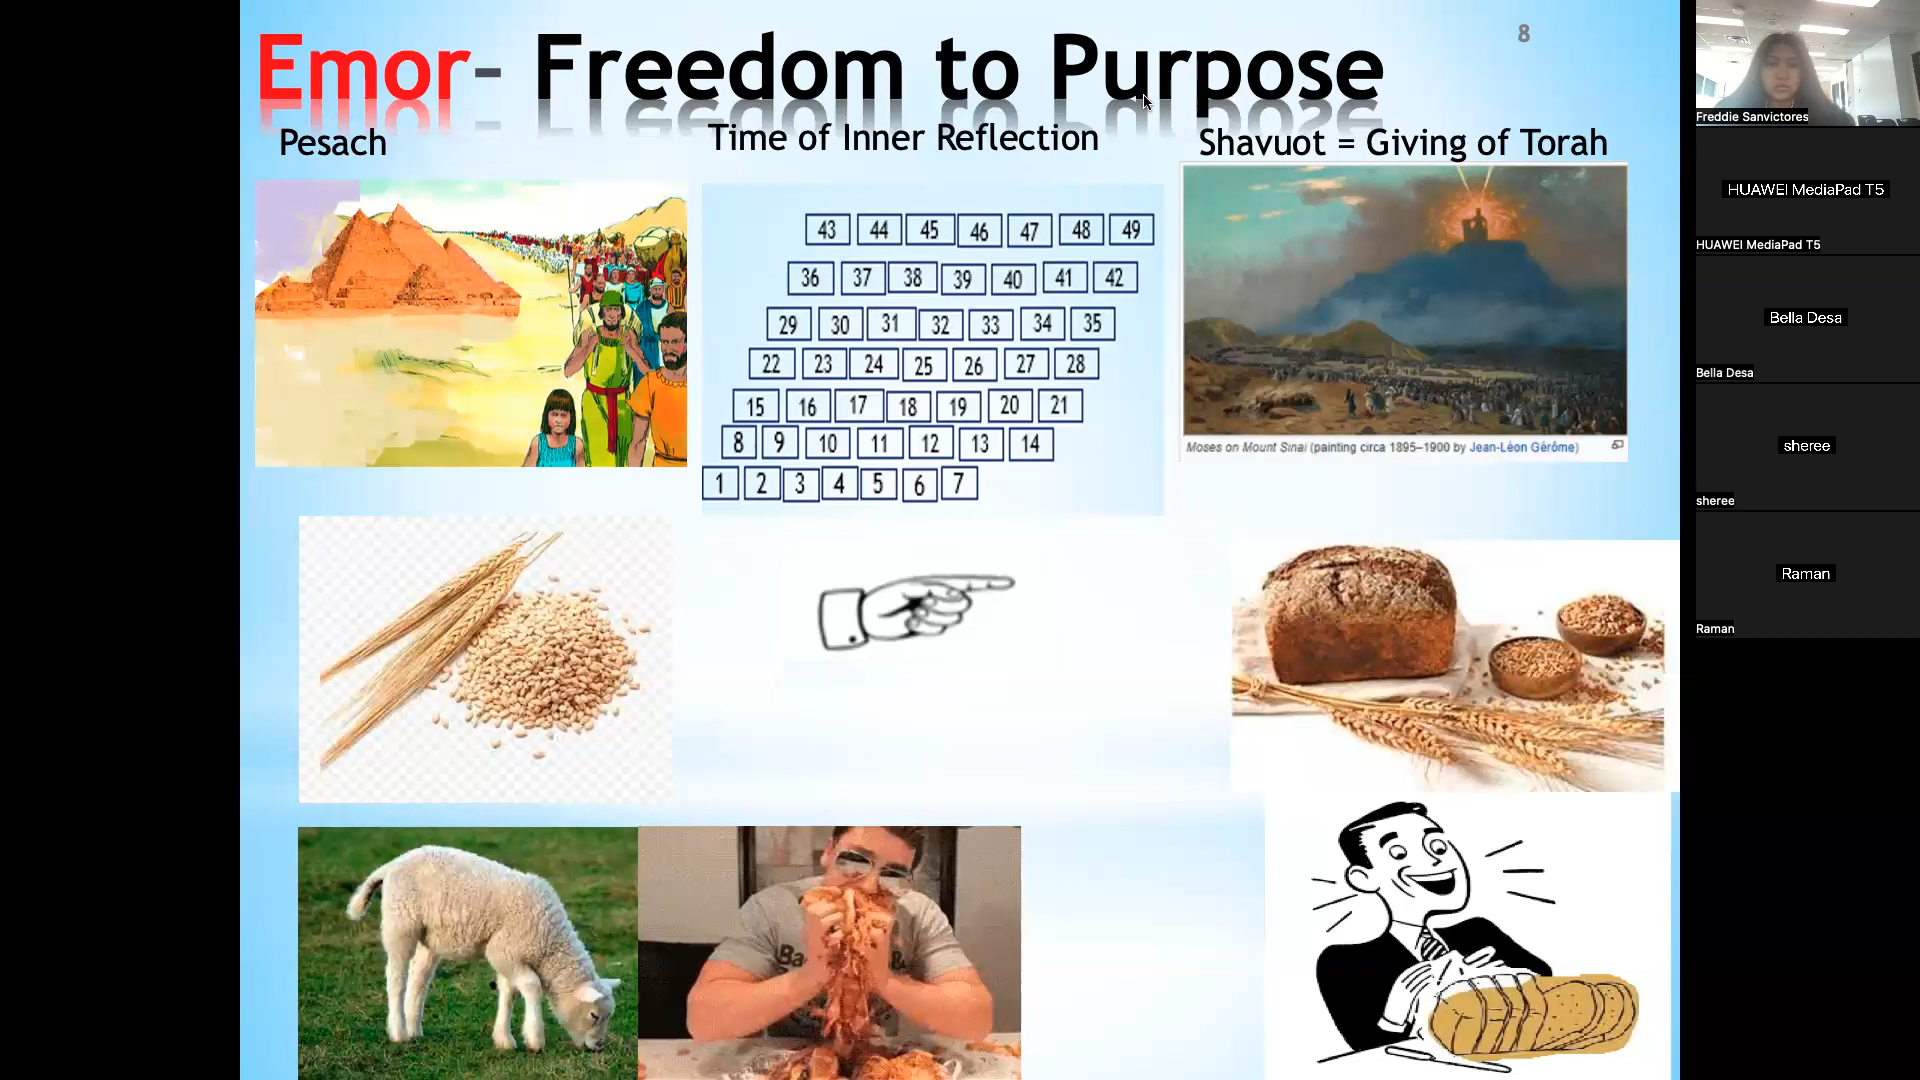 Emor- Freedom to Purpose
8
Pesach
Time of Inner Reflection
Shavuot = Giving of Torah
43 44 45 46 47 48 49
36 37 38 39 40 41 42
29 30 31 32 33 34 35
22 23 24 25 26 27 28
15 16 17 18 19 20 21
8 9 10 11 12 13 14
1 2 3 4 5 6 7
Moses on Mount Sinai (painting circa 1895–1900 by Jean-Léon Gérôme)
Freddie Sanvictores
HUAWEI MediaPad T5
HUAWEI MediaPad T5
Bella Desa
Bella Desa
sheree
sheree
Raman
Raman